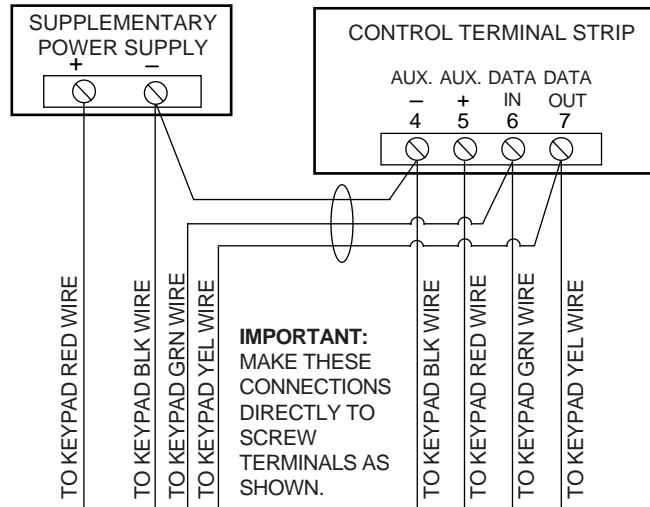 SUPPLEMENTARY
POWER SUPPLY
+ –
CONTROL TERMINAL STRIP
AUX. AUX. DATA DATA
– + IN OUT
4 5 6 7
TO KEYPAD RED WIRE
TO KEYPAD BLK WIRE
TO KEYPAD GRN WIRE
TO KEYPAD YEL WIRE
IMPORTANT:
MAKE THESE
CONNECTIONS
DIRECTLY TO
SCREW
TERMINALS AS
SHOWN.
TO KEYPAD BLK WIRE
TO KEYPAD RED WIRE
TO KEYPAD GRN WIRE
TO KEYPAD YEL WIRE